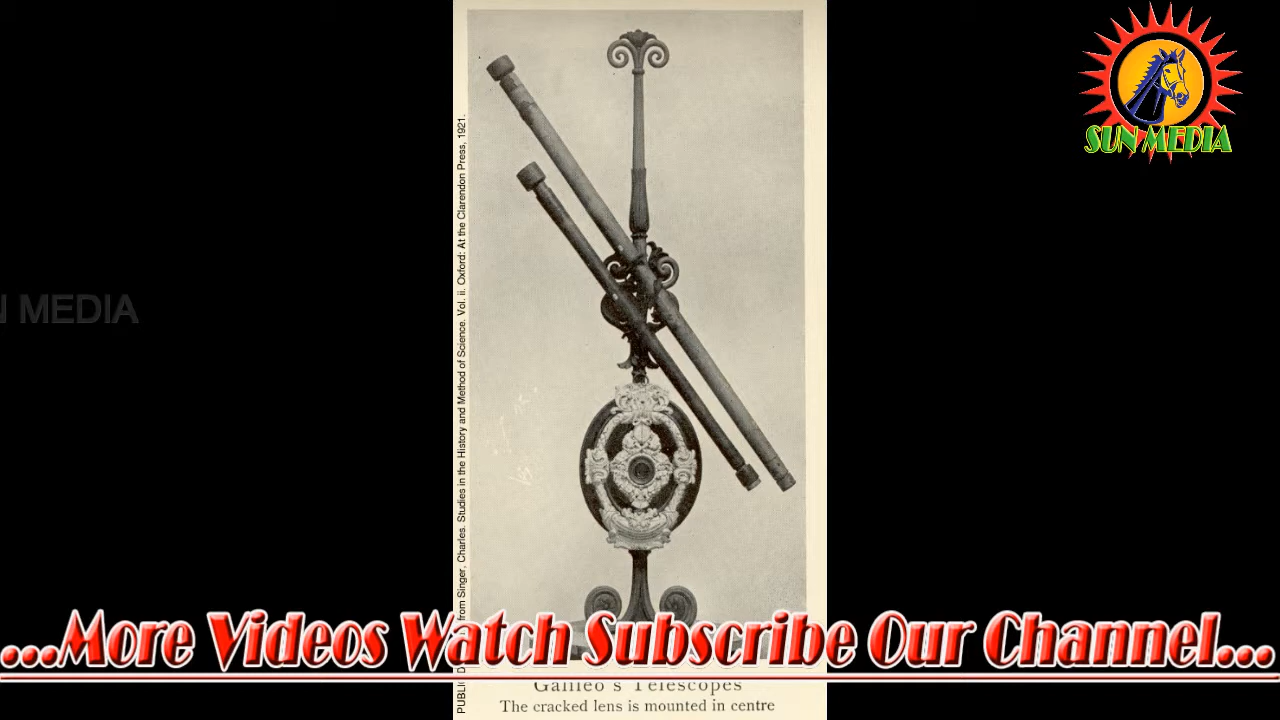 SUN MEDIA
N MEDIA
from Singer, Charles. Studies in the History and Method of Science. Vol. ii. Oxford: At the Clarendon Press, 1921.
...More Videos Watch Subscribe Our Channel...
Galileo's Telescopes
The cracked lens is mounted in centre